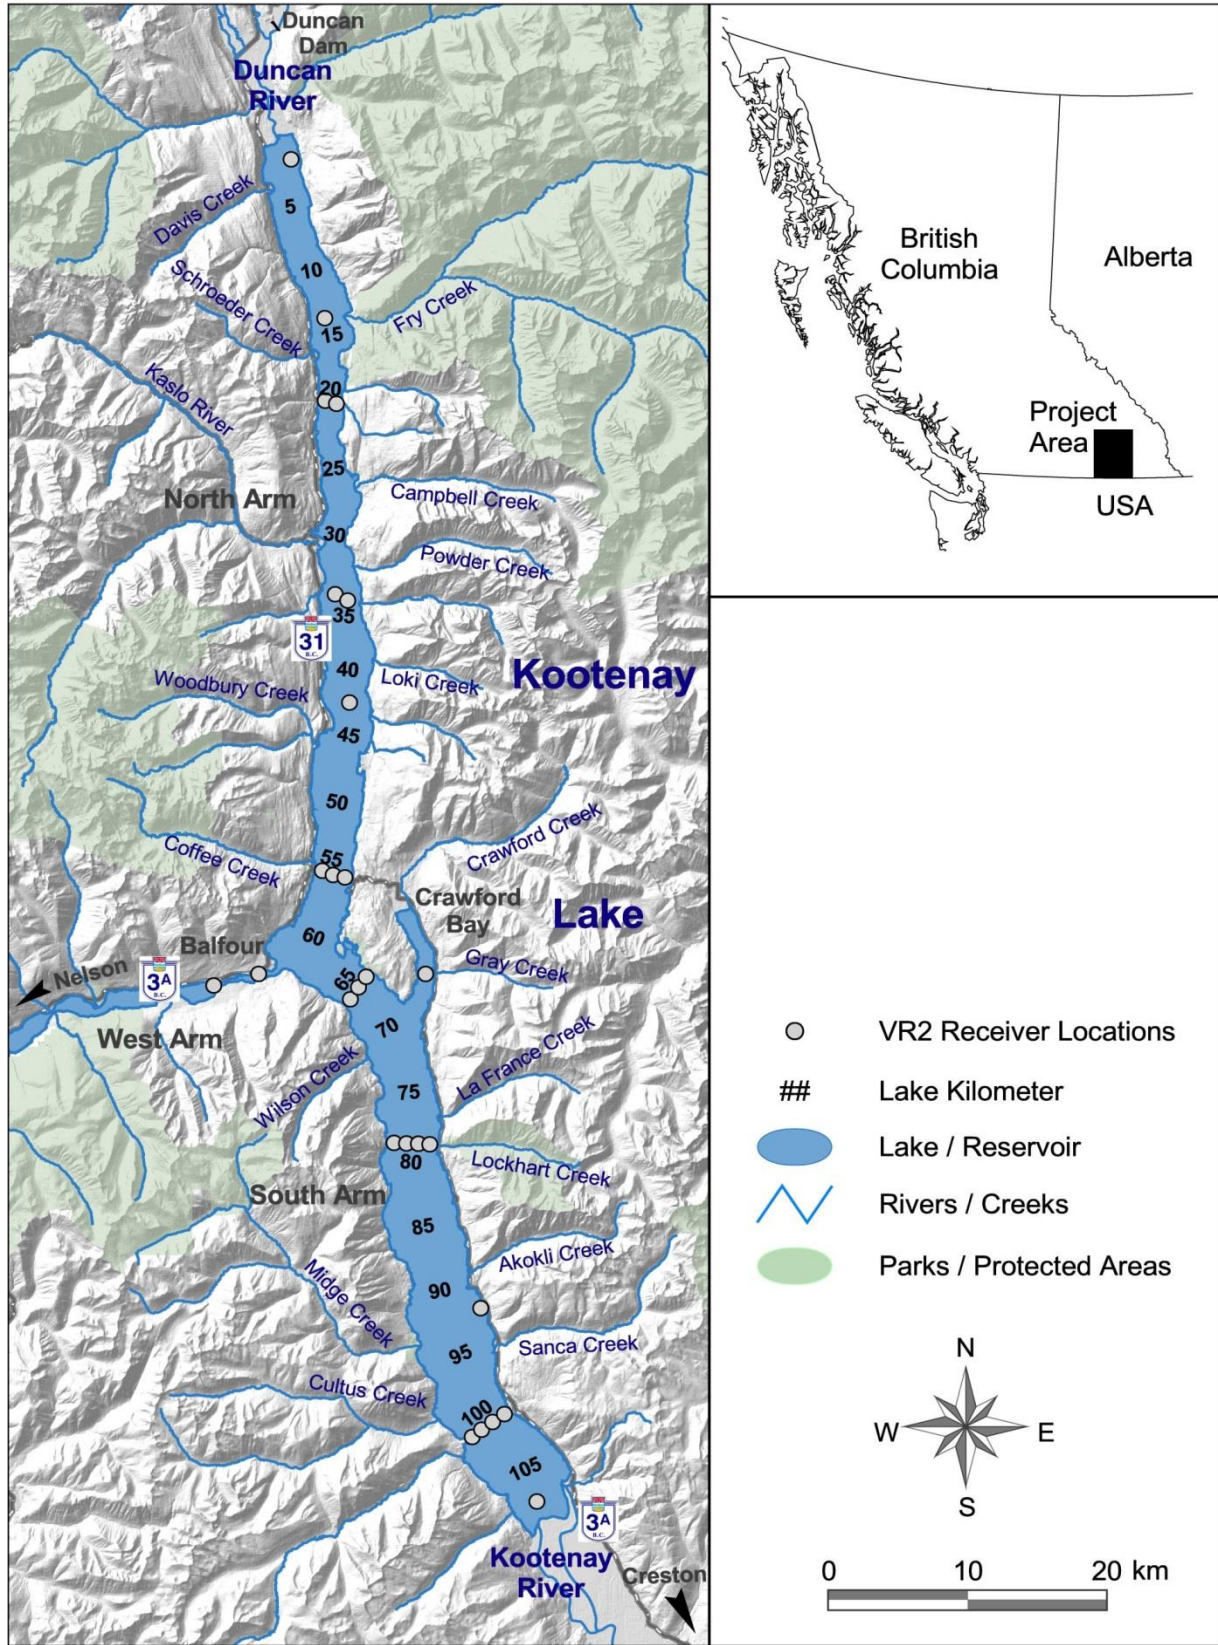 Duncan
Dam
Duncan
River
Davis Creek
5
10
Schroeder Creek
Fry Creek
15
Kaslo River
20
25
North Arm
Campbell Creek
30
Powder Creek
35
31
B.C.
40
Loki Creek
Kootenay
Woodbury Creek
45
50
Crawford Creek
55
Coffee Creek
Crawford
Bay
Lake
60
Balfour
Gray Creek
Nelson
3A
B.C.
65
70
West Arm
Wilson Creek
La France Creek
75
80
Lockhart Creek
South Arm
85
Akokli Creek
90
Midge Creek
Sanca Creek
95
Cultus Creek
100
105
3A
B.C.
Kootenay
River
Creston
British
Columbia
Alberta
Project
Area
USA
VR2 Receiver Locations
## Lake Kilometer
Lake / Reservoir
Rivers / Creeks
Parks / Protected Areas
N
W
E
S
0 10 20 km